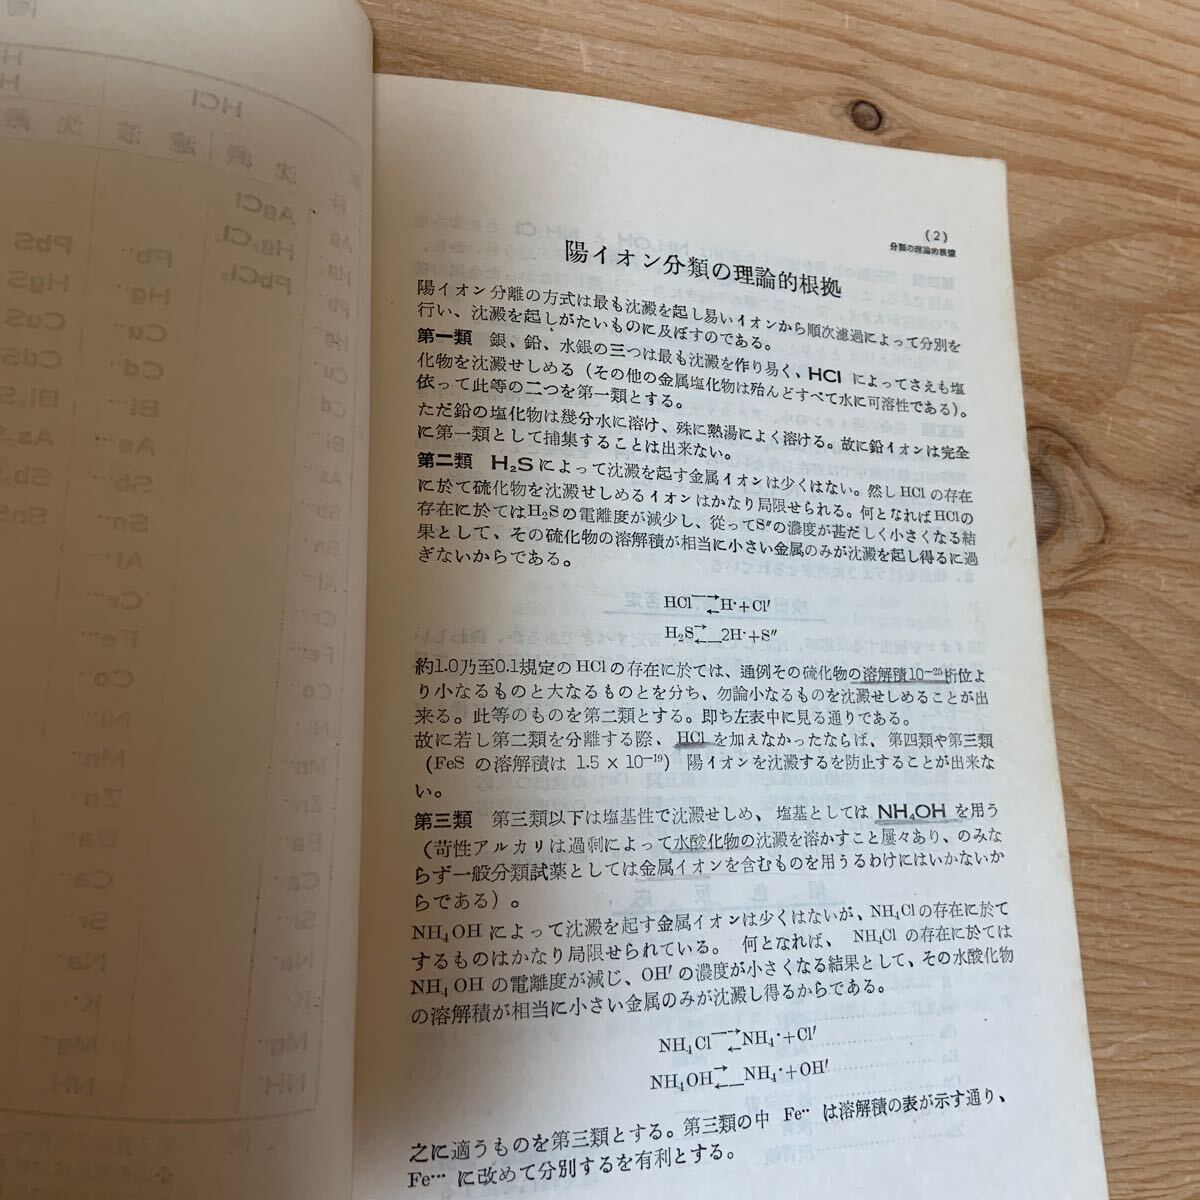 (2)
分類の理論的根拠
陽イオン分類の理論的根拠
陽イオン分離の方式は最も沈澱を起し易いイオンから順次濾過によって分別を
行い、沈澱を起しがたいものに及ぼすのである。
第一類 銀、鉛、水銀の三つは最も沈澱を作り易く、HCl によってさえも塩
化物を沈澱せしめる(その他の金属塩化物は殆んどすべて水に可溶性である)。
依って此等の二つを第一類とする。
ただ鉛の塩化物は幾分水に溶け、殊に熱湯によく溶ける。故に鉛イオンは完全
に第一類として捕集することは出来ない。
第二類 H₂Sによって沈澱を起す金属イオンは少くはない。然しHClの存在
に於て硫化物を沈澱せしめるイオンはかなり局限せられる。何となればHClの
存在に於てはH₂Sの電離度が減少し、従ってS″の濃度が甚だしく小さくなる結
果として、その硫化物の溶解積が相当に小さい金属のみが沈澱を起し得るに過
ぎないからである。
HCl⇄H·+Cl′
H₂S⇄2H·+S″
約1.0乃至0.1規定のHClの存在に於ては、通例その硫化物の溶解積10⁻²⁵桁位よ
り小なるものと大なるものとを分ち、勿論小なるものを沈澱せしめることが出
来る。此等のものを第二類とする。即ち左表中に見る通りである。
故に若し第二類を分離する際、HCl を加えなかったならば、第四類や第三類
(FeS の溶解積は 1.5 × 10⁻¹⁹) 陽イオンを沈澱するを防止することが出来な
い。
第三類 第三類以下は塩基性で沈澱せしめ、塩基としては NH₄OH を用う
(苛性アルカリは過剰によって水酸化物の沈澱を溶かすこと屢々あり、のみな
らず一般分類試薬としては金属イオンを含むものを用うるわけにはいかないか
らである)。
NH₄OH によって沈澱を起す金属イオンは少くはないが、NH₄Clの存在に於て
するものはかなり局限せられている。 何となれば、 NH₄Cl の存在に於ては
NH₄OH の電離度が減じ、OH′の濃度が小さくなる結果として、その水酸化物
の溶解積が相当に小さい金属のみが沈澱し得るからである。
NH₄Cl⇄NH₄·+Cl′
NH₄OH⇄NH₄·+OH′
之に適うものを第三類とする。第三類の中 Fe·· は溶解積の表が示す通り、
Fe··· に改めて分別するを有利とする。